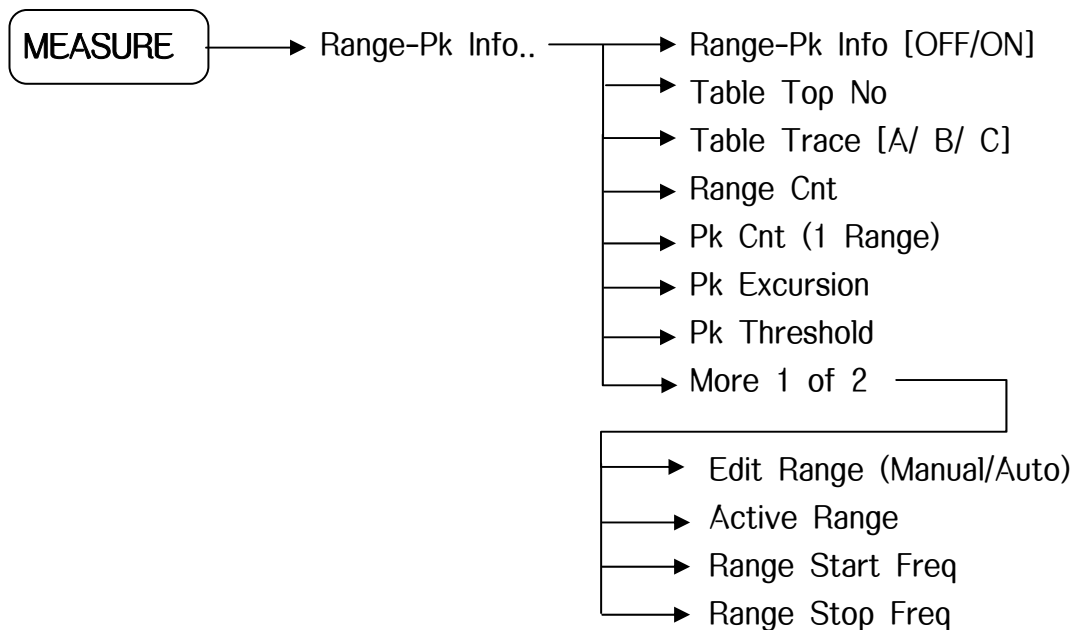 MEASURE
Range-Pk Info..
Range-Pk Info [OFF/ON]
Table Top No
Table Trace [A/ B/ C]
Range Cnt
Pk Cnt (1 Range)
Pk Excursion
Pk Threshold
More 1 of 2
Edit Range (Manual/Auto)
Active Range
Range Start Freq
Range Stop Freq